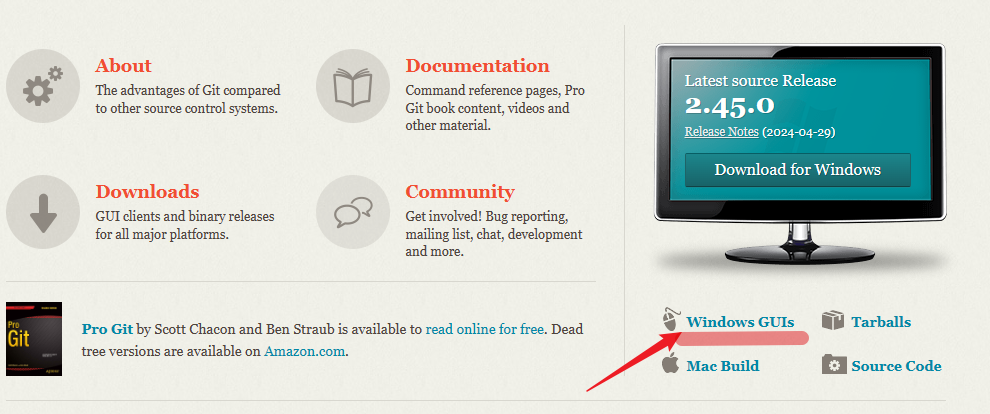 About
The advantages of Git compared
to other source control systems.
Documentation
Command reference pages, Pro
Git book content, videos and
other material.
Downloads
GUI clients and binary releases
for all major platforms.
Community
Get involved! Bug reporting,
mailing list, chat, development
and more.
Pro
Git
Pro Git by Scott Chacon and Ben Straub is available to read online for free. Dead
tree versions are available on Amazon.com.
Latest source Release
2.45.0
Release Notes (2024-04-29)
Download for Windows
Windows GUIs
Tarballs
Mac Build
Source Code